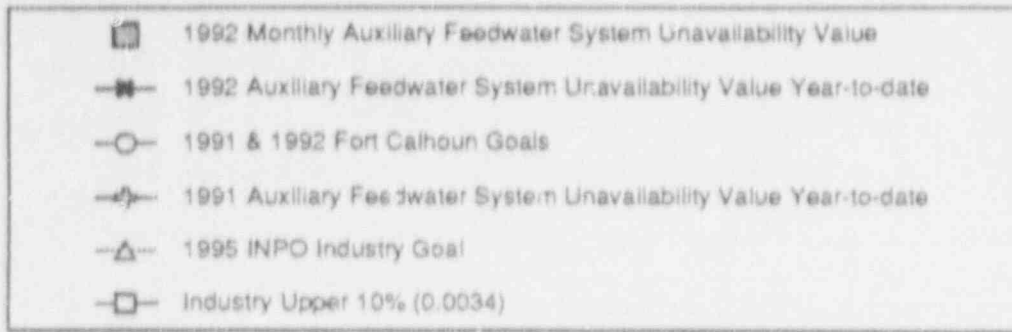 1992 Monthly Auxiliary Feedwater System Unavailability Value
1992 Auxiliary Feedwater System Unavailability Value Year-to-date
1991 & 1992 Fort Calhoun Goals
1991 Auxiliary Feedwater System Unavailability Value Year-to-date
1995 INPO Industry Goal
Industry Upper 10% (0.0034)